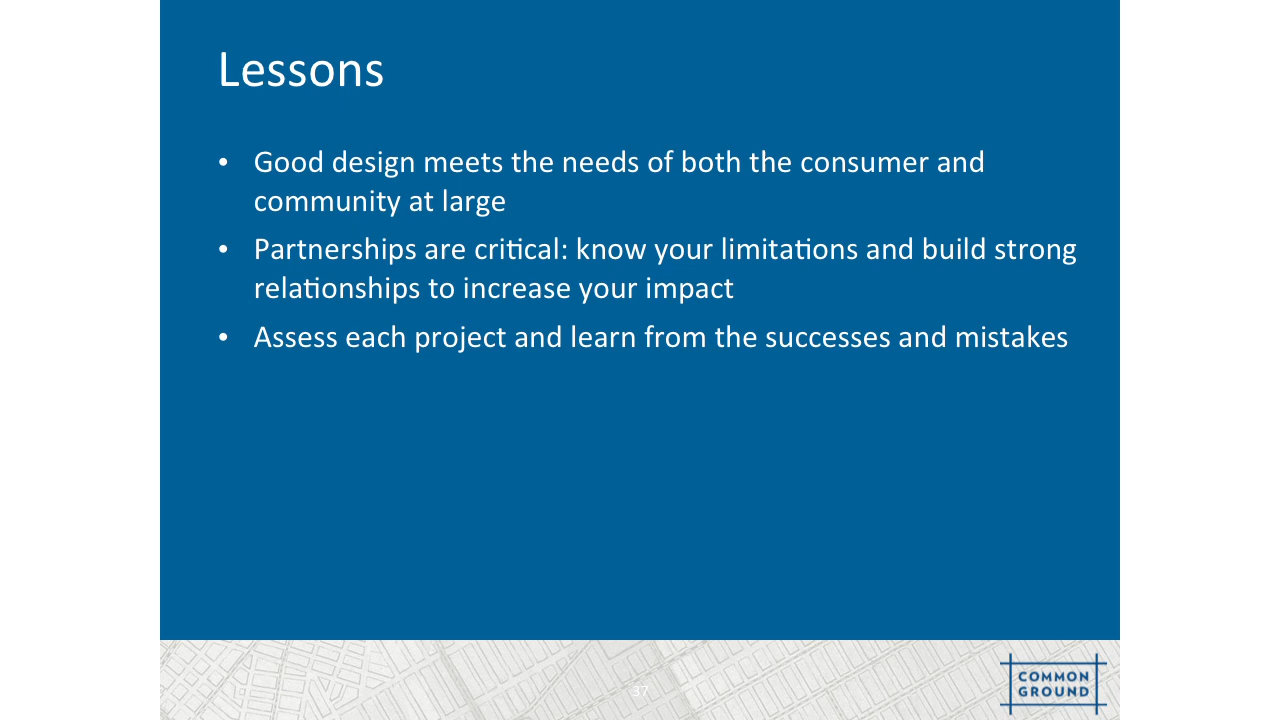 Lessons
• Good design meets the needs of both the consumer and
community at large
• Partnerships are critical: know your limitations and build strong
relationships to increase your impact
• Assess each project and learn from the successes and mistakes
37
COMMON
GROUND